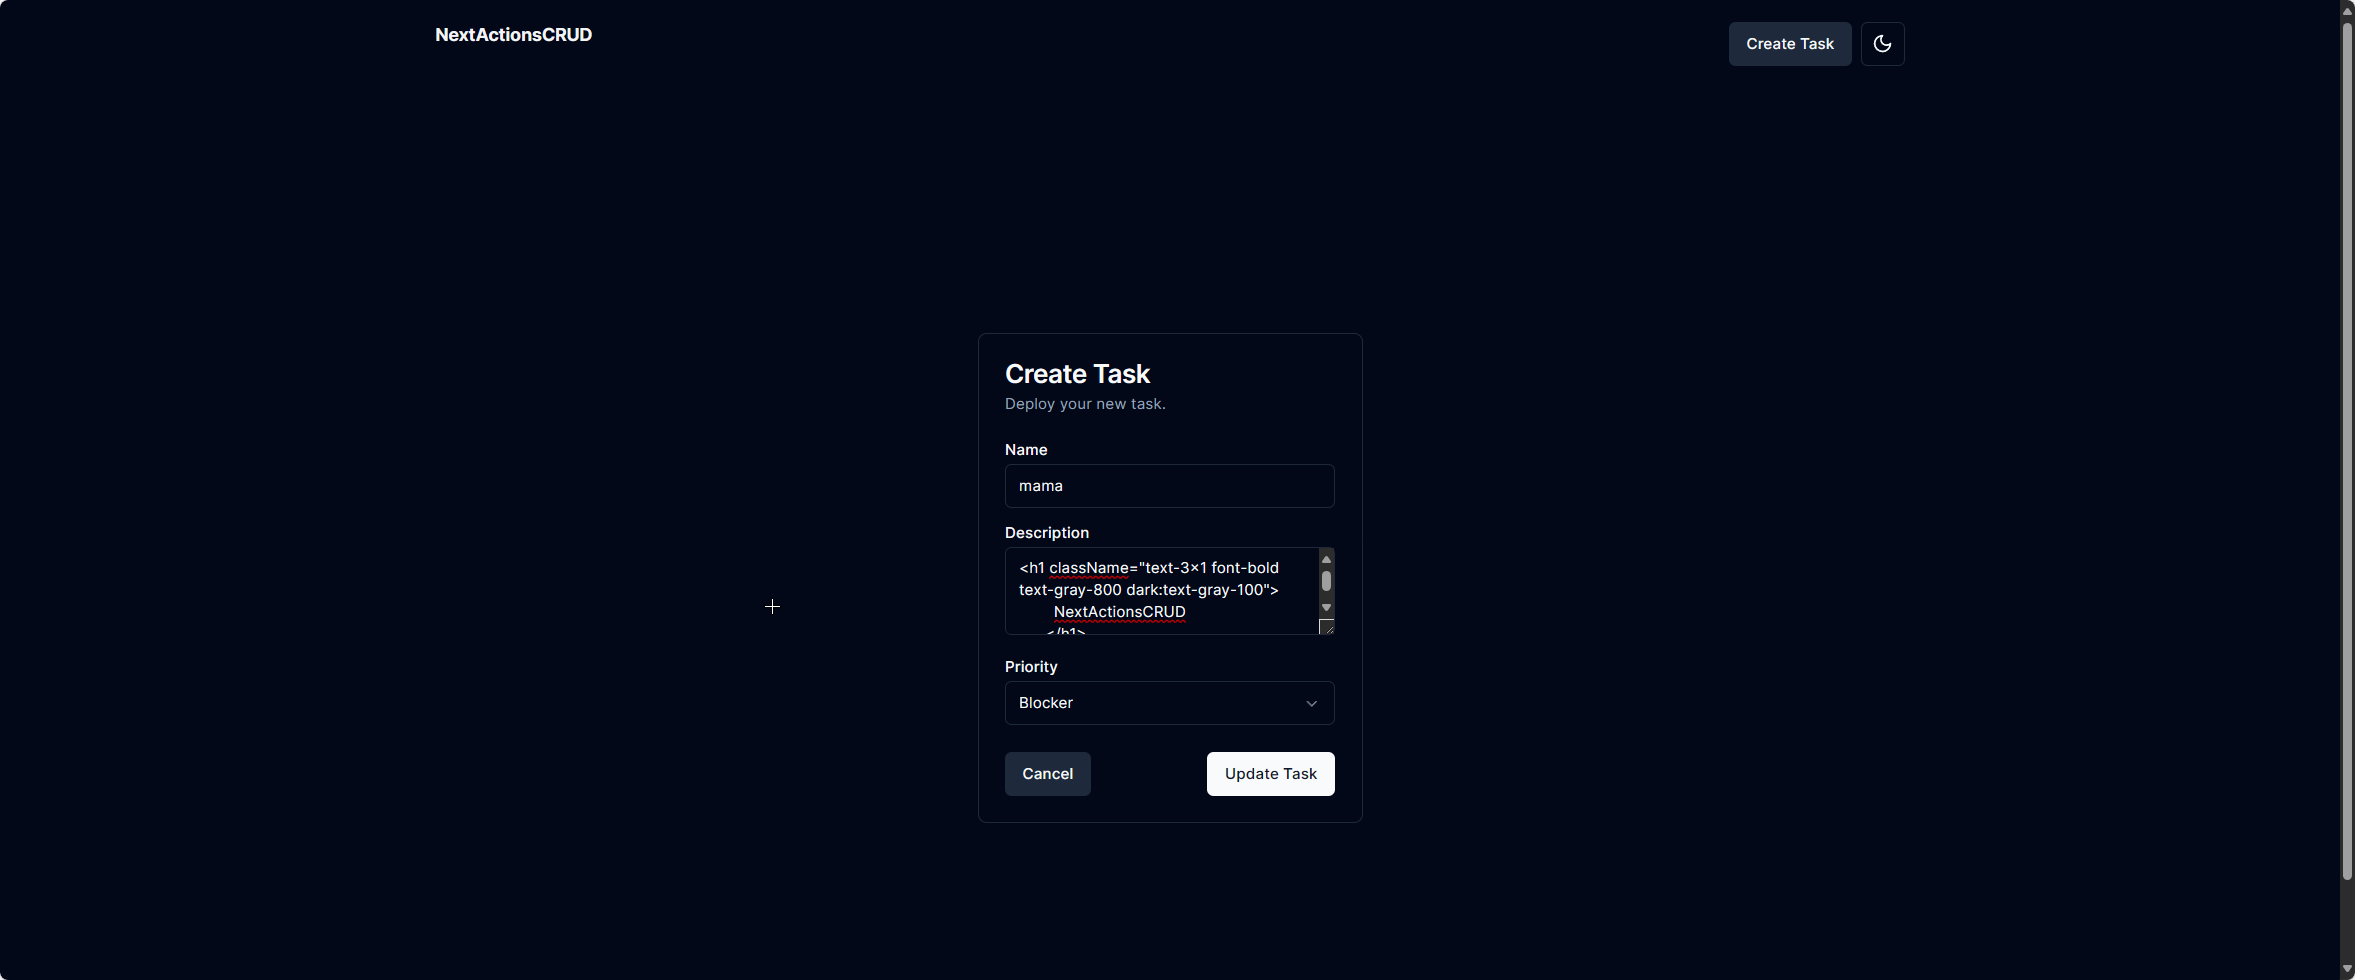 NextActionsCRUD
Create Task
Create Task
Deploy your new task.
Name
mama
Description
<h1 className="text-3×1 font-bold
text-gray-800 dark:text-gray-100">
NextActionsCRUD
</h1>
Priority
Blocker
Cancel
Update Task